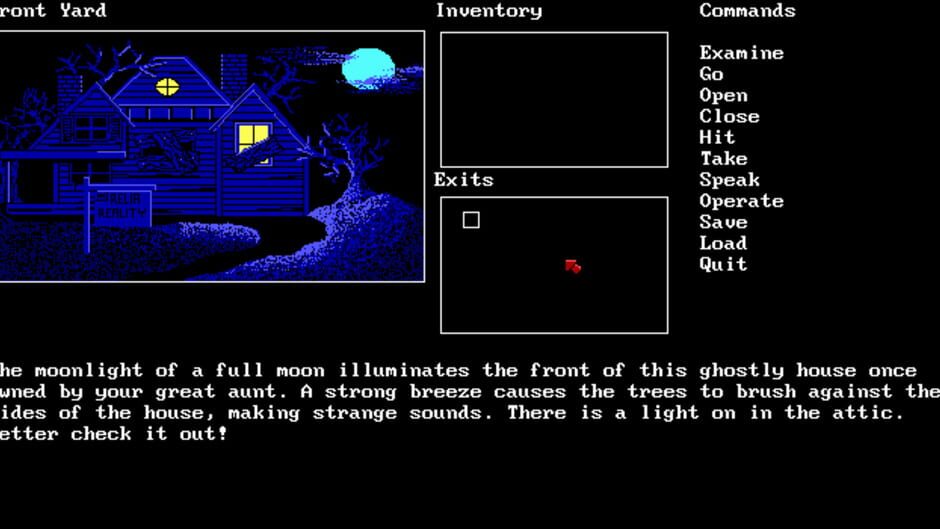 ront Yard
Inventory
Commands
Examine
Go
Open
Close
Hit
Take
Speak
Operate
Save
Load
Quit
Exits
REALITY
he moonlight of a full moon illuminates the front of this ghostly house once
wned by your great aunt. A strong breeze causes the trees to brush against the
ides of the house, making strange sounds. There is a light on in the attic.
etter check it out!